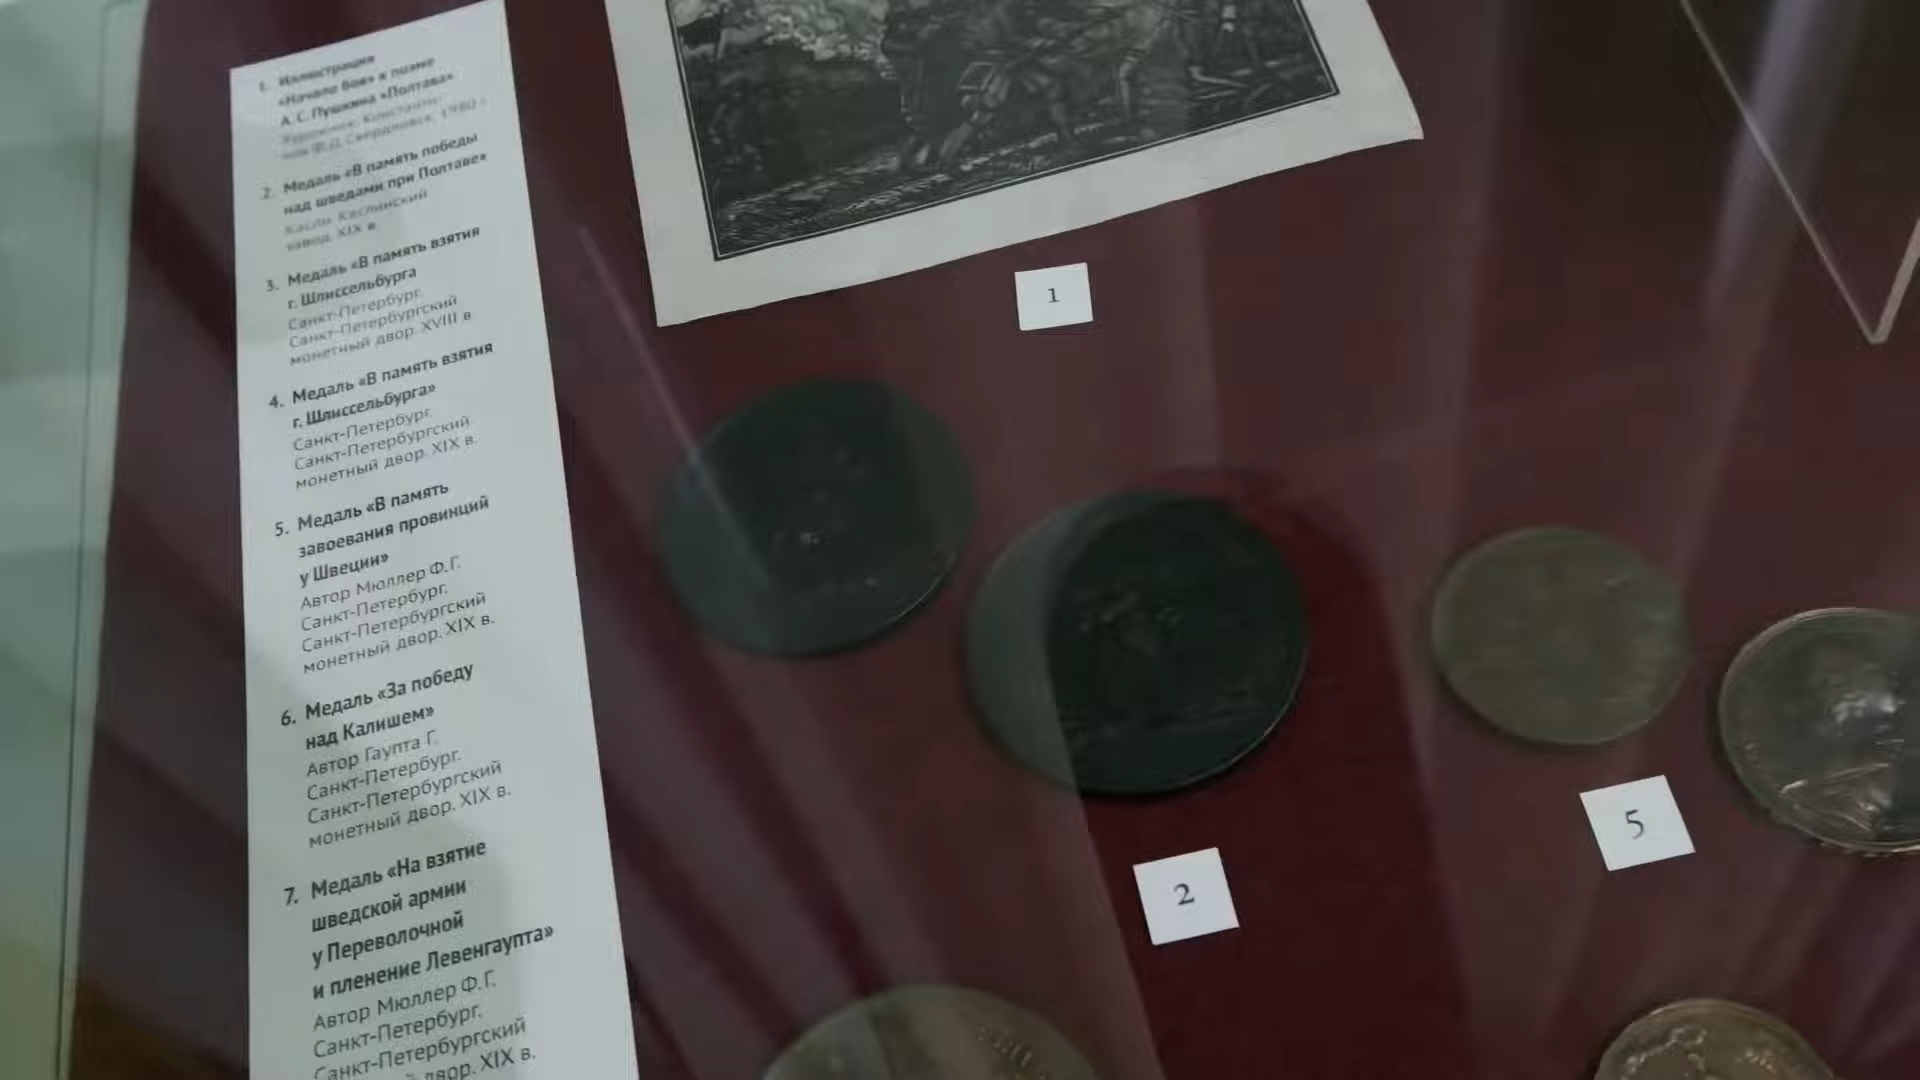 1. Иллюстрация
«Начало боя» к поэме
А. С. Пушкина «Полтава»
нов Ф.Д. Свердловск, 1980 г.
2. Медаль «В память победы
над шведами при Полтаве»
Касли. Каслинский
завод. XIX в.
3. Медаль «В память взятия
г. Шлиссельбурга
Санкт-Петербург.
Санкт-Петербургский
монетный двор. XVIII в
4. Медаль «В память взятия
г. Шлиссельбурга»
Санкт-Петербург.
Санкт-Петербургский
монетный двор. XIX в.
5. Медаль «В память
завоевания провинций
у Швеции»
Автор Мюллер Ф.Г.
Санкт-Петербург.
Санкт-Петербургский
монетный двор. XIX в.
6. Медаль «За победу
над Калишем»
Автор Гаупта Г.
Санкт-Петербург.
Санкт-Петербургский
монетный двор. XIX в.
7. Медаль «На взятие
шведской армии
у Переволочной
и пленение Левенгаупта»
Автор Мюллер Ф.Г.
Санкт-Петербург.
Санкт-Петербургский
двор. XIX в.
1
2
5